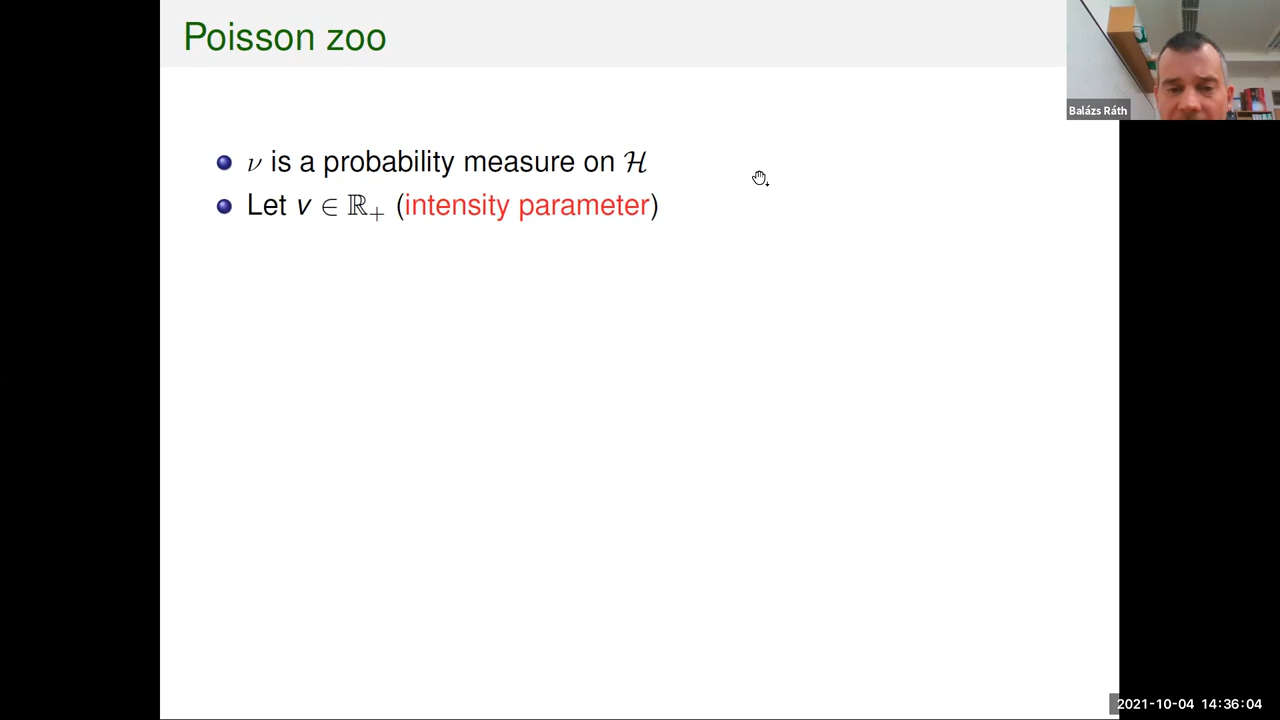 Poisson zoo
Balázs Ráth
ν is a probability measure on ℋ
Let v ∈ ℝ₊ (intensity parameter)
2021-10-04 14:36:04